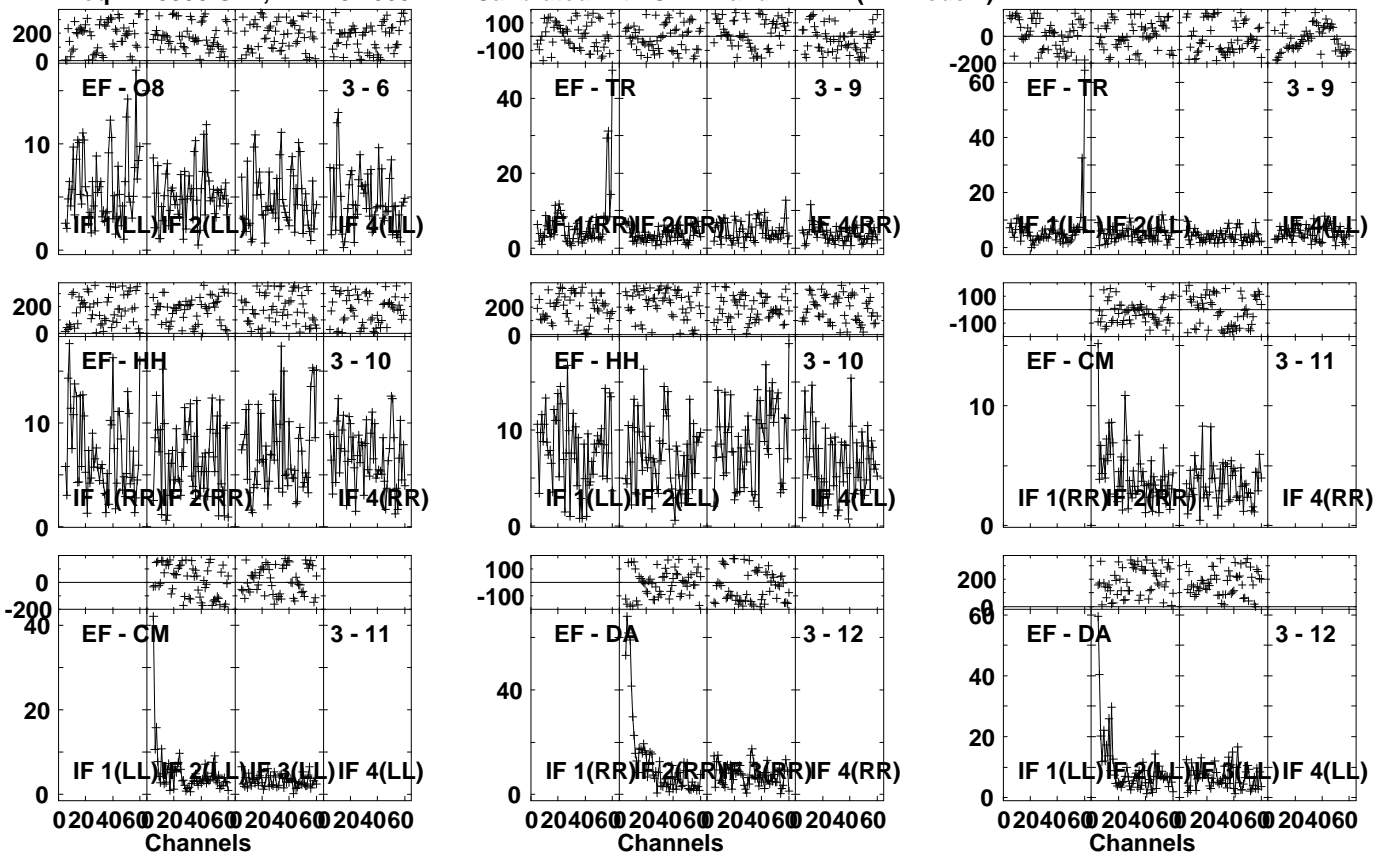 200
0
EF - O8
3 - 6
10
0
IF 1(LL)
IF 2(LL)
IF 4(LL)
100
-100
EF - TR
3 - 9
40
20
0
IF 1(RR)
IF 2(RR)
IF 4(RR)
0
-200
EF - TR
3 - 9
60
40
20
0
IF 1(LL)
IF 2(LL)
IF 4(LL)
200
0
EF - HH
3 - 10
10
0
IF 1(RR)
IF 2(RR)
IF 4(RR)
200
0
EF - HH
3 - 10
10
0
IF 1(LL)
IF 2(LL)
IF 4(LL)
100
-100
EF - CM
3 - 11
10
0
IF 1(RR)
IF 2(RR)
IF 4(RR)
0
-200
EF - CM
3 - 11
40
20
0
IF 1(LL)
IF 2(LL)
IF 3(LL)
IF 4(LL)
0 20 40 60 0 20 40 60 0 20 40 60 0 20 40 60
Channels
100
-100
EF - DA
3 - 12
40
0
IF 1(RR)
IF 2(RR)
IF 3(RR)
IF 4(RR)
0 20 40 60 0 20 40 60 0 20 40 60 0 20 40 60
Channels
200
0
EF - DA
3 - 12
60
40
20
0
IF 1(LL)
IF 2(LL)
IF 3(LL)
IF 4(LL)
0 20 40 60 0 20 40 60 0 20 40 60 0 20 40 60
Channels